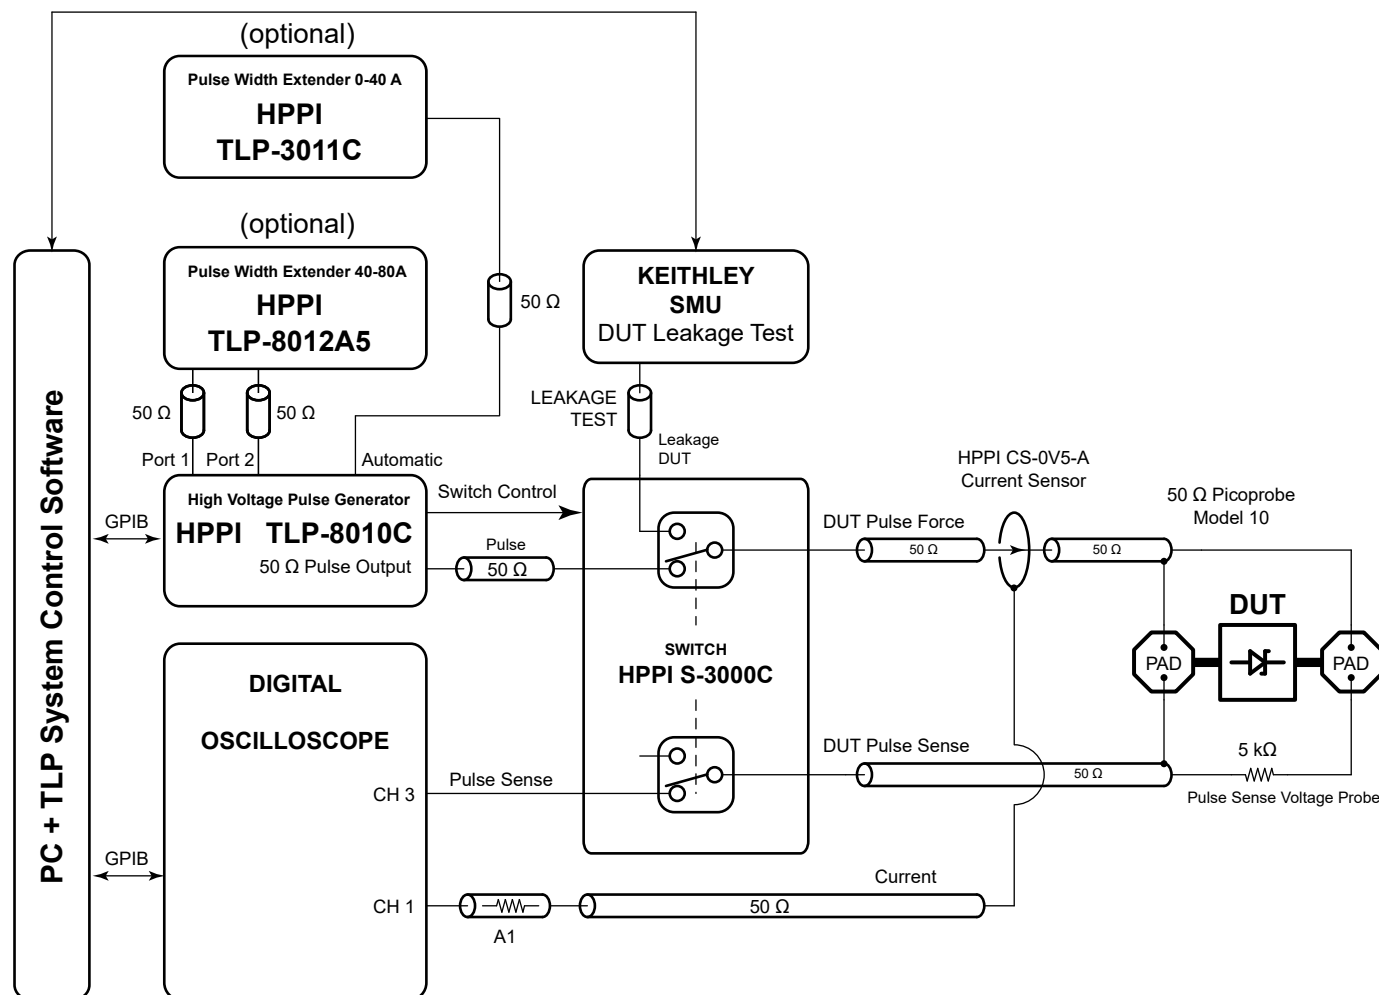 (optional)
Pulse Width Extender 0-40 A
HPPI
TLP-3011C
(optional)
Pulse Width Extender 40-80A
HPPI
TLP-8012A5
50 Ω
KEITHLEY
SMU
DUT Leakage Test
50 Ω
50 Ω
LEAKAGE
TEST
Leakage
DUT
Port 1
Port 2
Automatic
High Voltage Pulse Generator
HPPI TLP-8010C
50 Ω Pulse Output
GPIB
Switch Control
Pulse
50 Ω
HPPI CS-0V5-A
Current Sensor
50 Ω Picoprobe
Model 10
DUT Pulse Force
50 Ω
50 Ω
DUT
PAD
PAD
SWITCH
HPPI S-3000C
PC + TLP System Control Software
DIGITAL
OSCILLOSCOPE
DUT Pulse Sense
50 Ω
5 kΩ
Pulse Sense Voltage Probe
CH 3
Pulse Sense
GPIB
CH 1
A1
Current
50 Ω